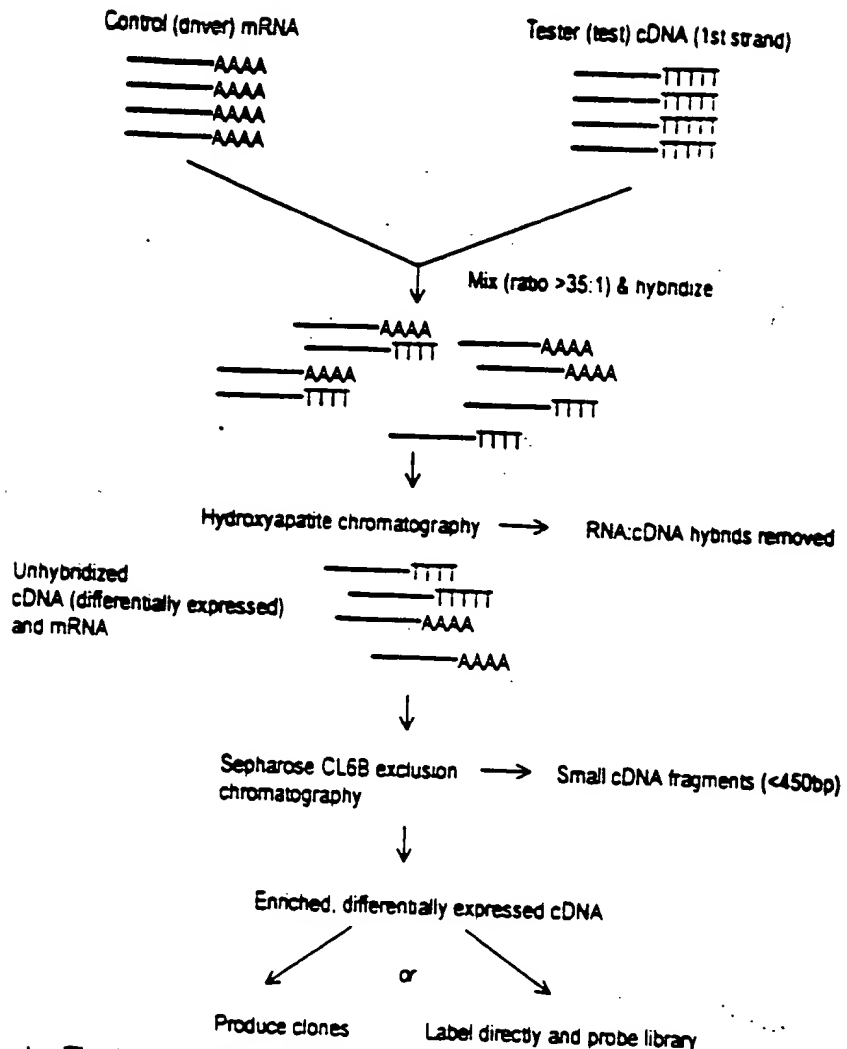 Control (driver) mRNA
Tester (test) cDNA (1st strand)
AAAA
AAAA
AAAA
AAAA
TTTTT
TTTTT
TTTTT
TTTTT
Mix (ratio >35:1) & hybridize
AAAA
TTTT
AAAA
AAAA
AAAA
TTTT
TTTT
TTTT
Hydroxyapatite chromatography
RNA:cDNA hybrids removed
Unhybridized
cDNA (differentially expressed)
and mRNA
TTTT
TTTTT
AAAA
AAAA
Sepharose CL6B exclusion
chromatography
Small cDNA fragments (<450bp)
Enriched, differentially expressed cDNA
or
Produce clones
Label directly and probe library